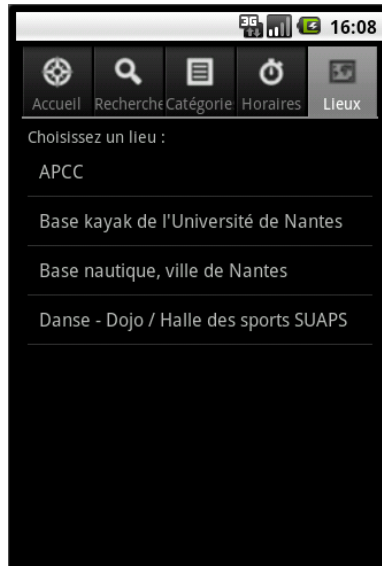 3G 16:08
Accueil Recherche Catégorie Horaires Lieux
Choisissez un lieu :
APCC
Base kayak de l'Université de Nantes
Base nautique, ville de Nantes
Danse - Dojo / Halle des sports SUAPS